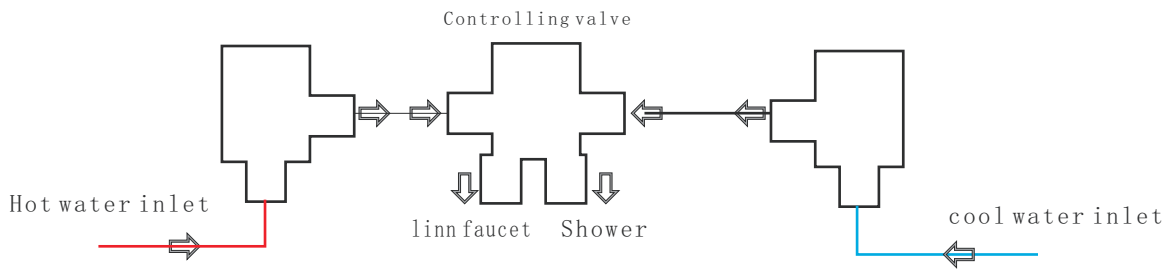 Controlling valve
Hot water inlet
linn faucet
Shower
cool water inlet